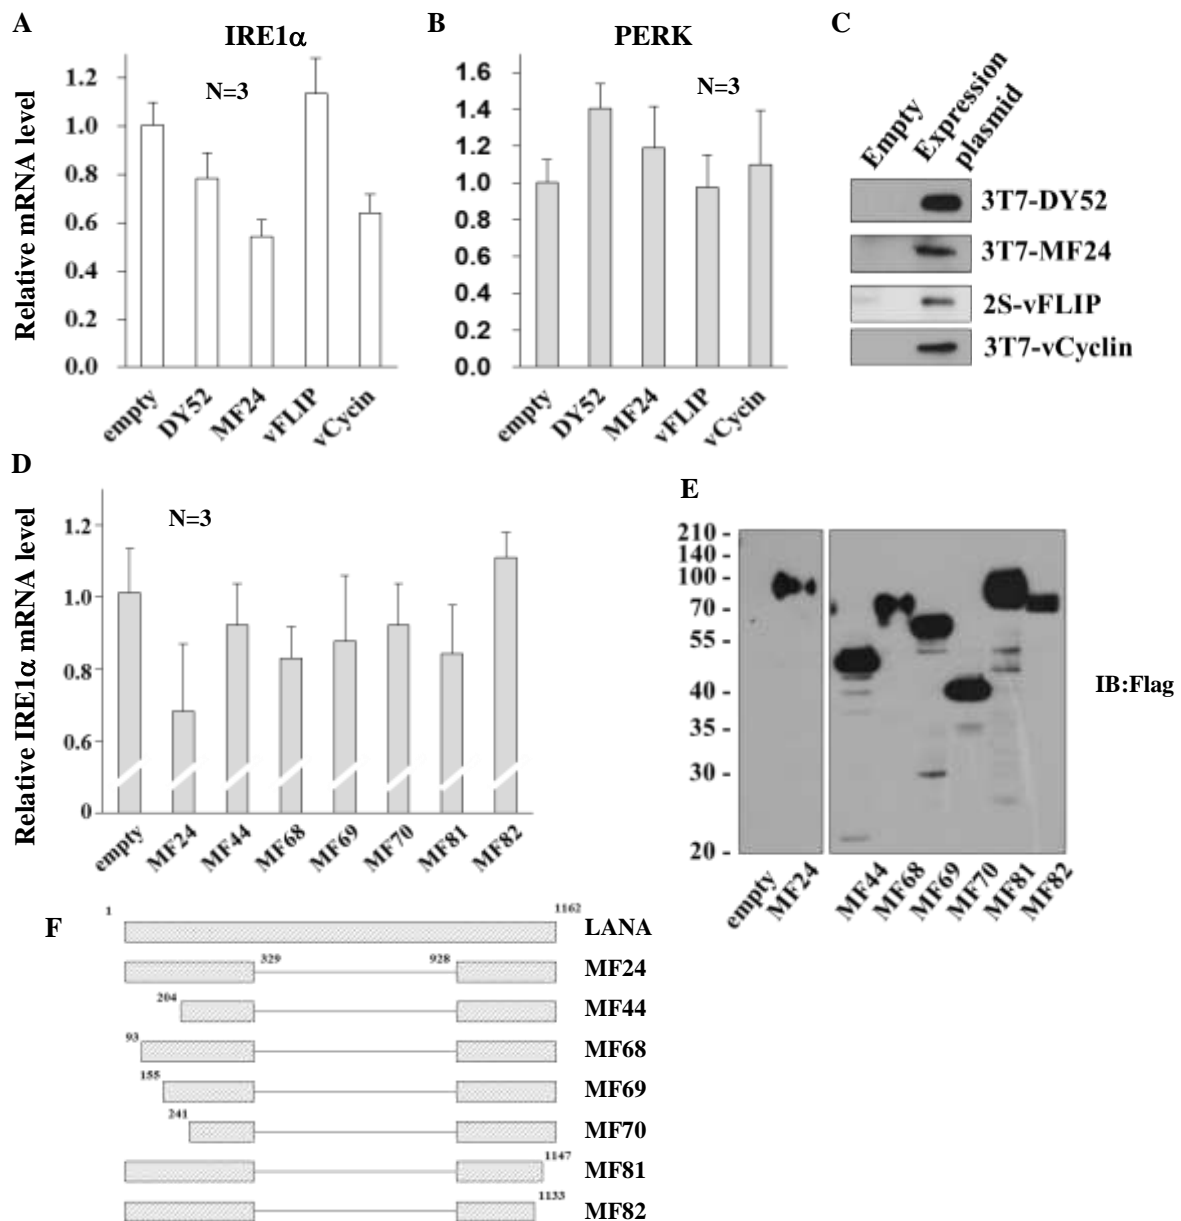 A
IRE1α
N=3
Relative mRNA level
1.2
1.0
0.8
0.6
0.4
0.2
0.0
empty
DY52
MF24
vFLIP
vCycin
B
PERK
N=3
1.6
1.4
1.2
1.0
0.8
0.6
0.4
0.2
0.0
empty
DY52
MF24
vFLIP
vCycin
C
Empty
Expression
plasmid
3T7-DY52
3T7-MF24
2S-vFLIP
3T7-vCyclin
D
N=3
Relative IRE1α mRNA level
1.2
1.0
0.8
0.6
0
empty
MF24
MF44
MF68
MF69
MF70
MF81
MF82
E
210 -
140 -
100 -
70 -
55 -
40 -
35 -
30 -
20 -
IB:Flag
empty
MF24
MF44
MF68
MF69
MF70
MF81
MF82
F
1 1162
LANA
329 928
MF24
204
MF44
93
MF68
155
MF69
241
MF70
1147
MF81
1133
MF82